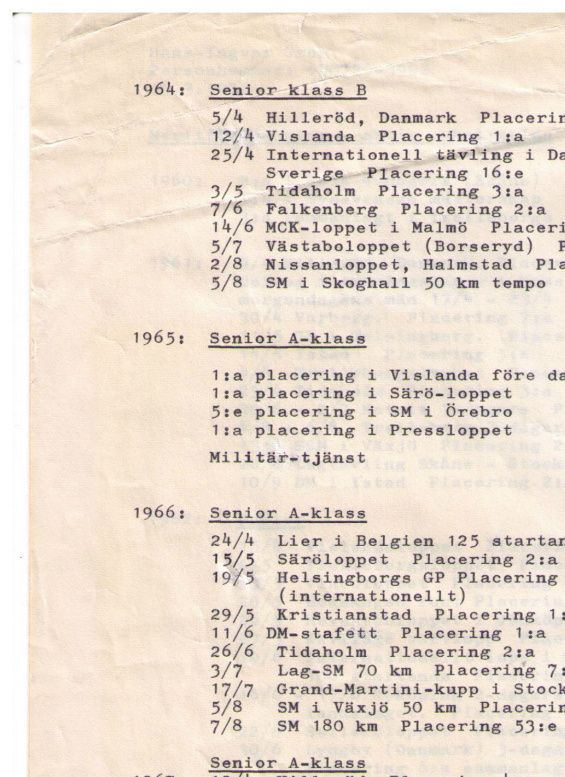 1964: Senior klass B
5/4 Hilleröd, Danmark Placerin
12/4 Vislanda Placering 1:a
25/4 Internationell tävling i Da
Sverige Placering 16:e
3/5 Tidaholm Placering 3:a
7/6 Falkenberg Placering 2:a
14/6 MCK-loppet i Malmö Placeri
5/7 Västaboloppet (Borseryd) P
2/8 Nissanloppet, Halmstad Pla
5/8 SM i Skoghall 50 km tempo
1965: Senior A-klass
1:a placering i Vislanda före da
1:a placering i Särö-loppet
5:e placering i SM i Örebro
1:a placering i Pressloppet
Militär-tjänst
1966: Senior A-klass
24/4 Lier i Belgien 125 startan
15/5 Säröloppet Placering 2:a
19/5 Helsingborgs GP Placering
(internationellt)
29/5 Kristianstad Placering 1:
11/6 DM-stafett Placering 1:a
26/6 Tidaholm Placering 2:a
3/7 Lag-SM 70 km Placering 7:
17/7 Grand-Martini-kupp i Stock
5/8 SM i Växjö 50 km Placerin
7/8 SM 180 km Placering 53:e
Senior A-klass